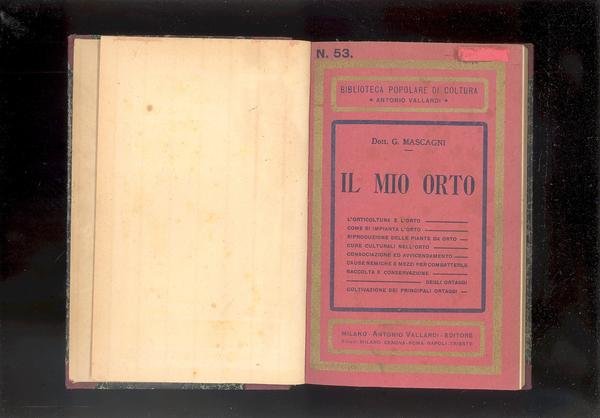 N. 53.
BIBLIOTECA POPOLARE DI COLTURA
• ANTONIO VALLARDI •
Dott. G. MASCAGNI
IL MIO ORTO
L'ORTICOLTURA E L'ORTO
COME SI IMPIANTA L'ORTO
RIPRODUZIONE DELLE PIANTE DA ORTO
CURE CULTURALI NELL'ORTO
CONSOCIAZIONE ED AVVICENDAMENTO
CAUSE NEMICHE E MEZZI PER COMBATTERLE
RACCOLTA E CONSERVAZIONE
DEGLI ORTAGGI
COLTIVAZIONE DEI PRINCIPALI ORTAGGI
MILANO - ANTONIO VALLARDI - EDITORE
MILANO - GENOVA - ROMA - NAPOLI - TRIESTE